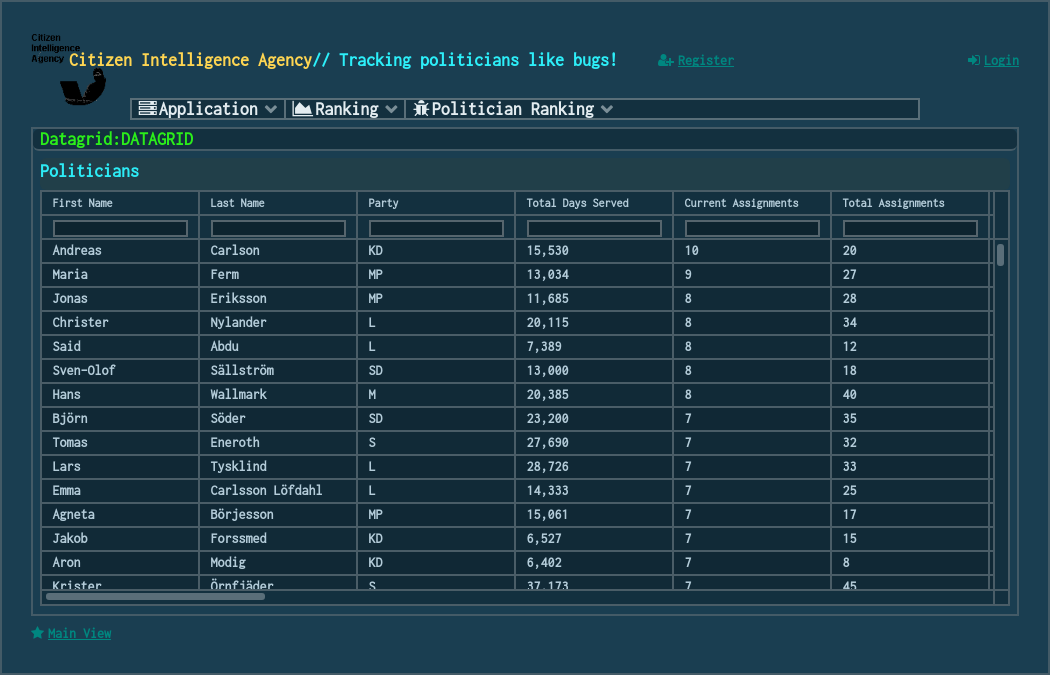 Citizen
Intelligence
Agency
Citizen Intelligence Agency// Tracking politicians like bugs!
Register
Login
Application Ranking Politician Ranking
Datagrid:DATAGRID
Politicians
First Name Last Name Party Total Days Served Current Assignments Total Assignments
Andreas Carlson KD 15,530 10 20
Maria Ferm MP 13,034 9 27
Jonas Eriksson MP 11,685 8 28
Christer Nylander L 20,115 8 34
Said Abdu L 7,389 8 12
Sven-Olof Sällström SD 13,000 8 18
Hans Wallmark M 20,385 8 40
Björn Söder SD 23,200 7 35
Tomas Eneroth S 27,690 7 32
Lars Tysklind L 28,726 7 33
Emma Carlsson Löfdahl L 14,333 7 25
Agneta Börjesson MP 15,061 7 17
Jakob Forssmed KD 6,527 7 15
Aron Modig KD 6,402 7 8
Krister Örnfjäder S 37,173 7 45
Main View